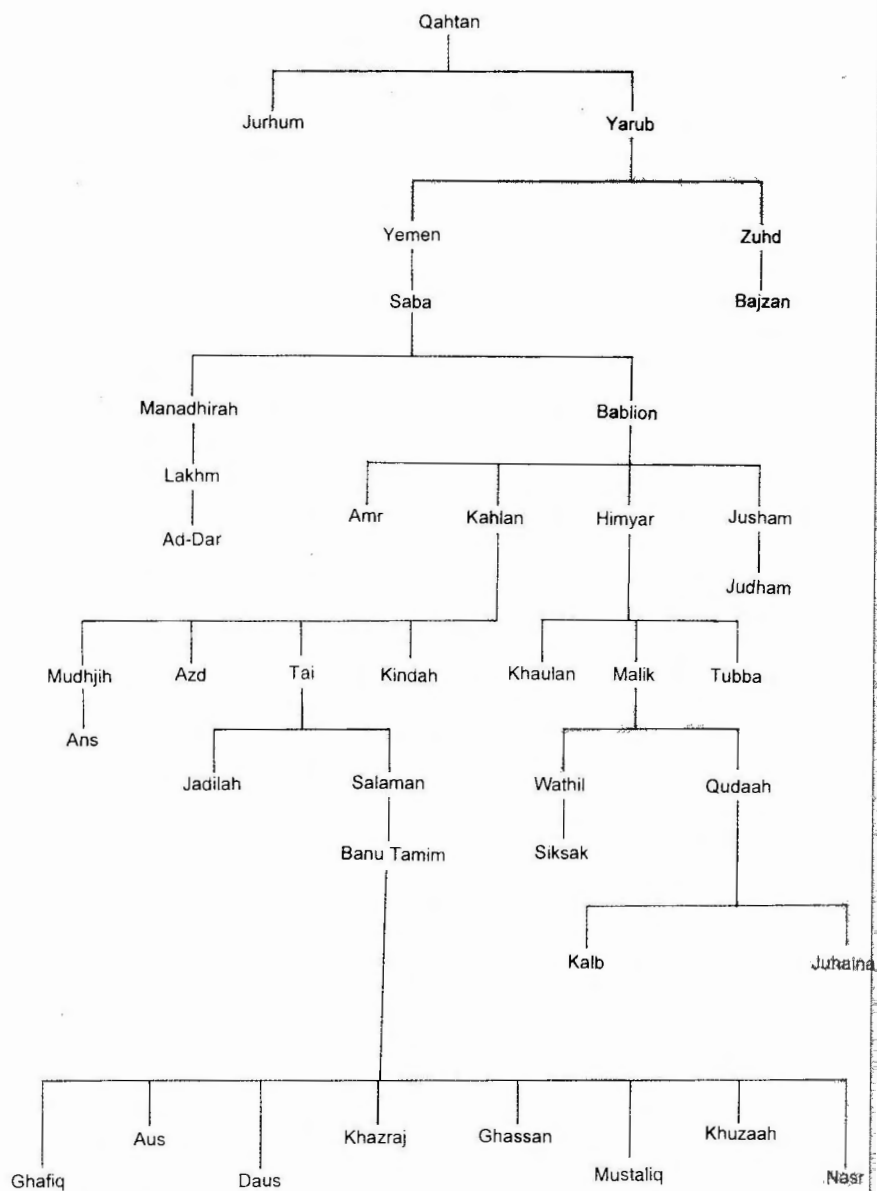 Qahtan
Jurhum Yarub
Yemen Zuhd
Saba Bajzan
Manadhirah Bablion
Lakhm
Amr Kahlan Himyar Jusham
Ad-Dar
Judham
Mudhjih Azd Tai Kindah Khaulan Malik Tubba
Ans
Jadilah Salaman Wathil Qudaah
Banu Tamim Siksak
Kalb Juhaina
Aus Khazraj Ghassan Khuzaah
Ghafiq Daus Mustaliq Nasr